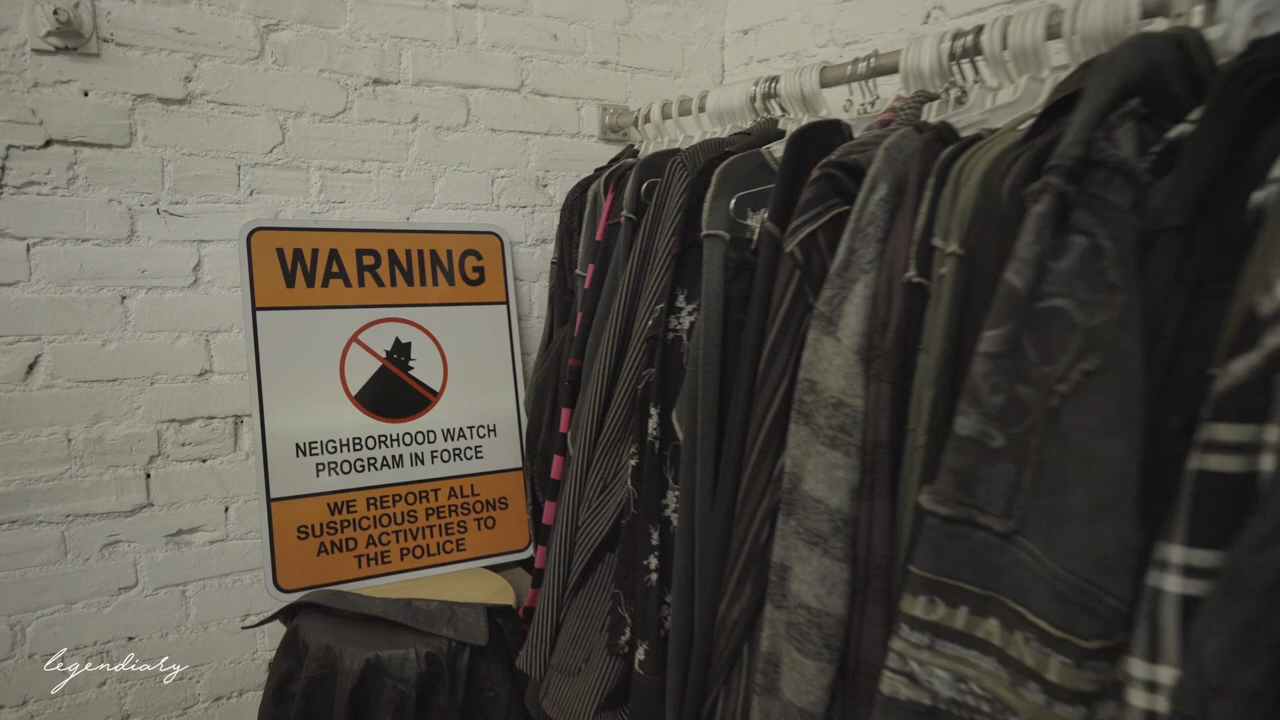 WARNING
NEIGHBORHOOD WATCH
PROGRAM IN FORCE
WE REPORT ALL
SUSPICIOUS PERSONS
AND ACTIVITIES TO
THE POLICE
legendiary